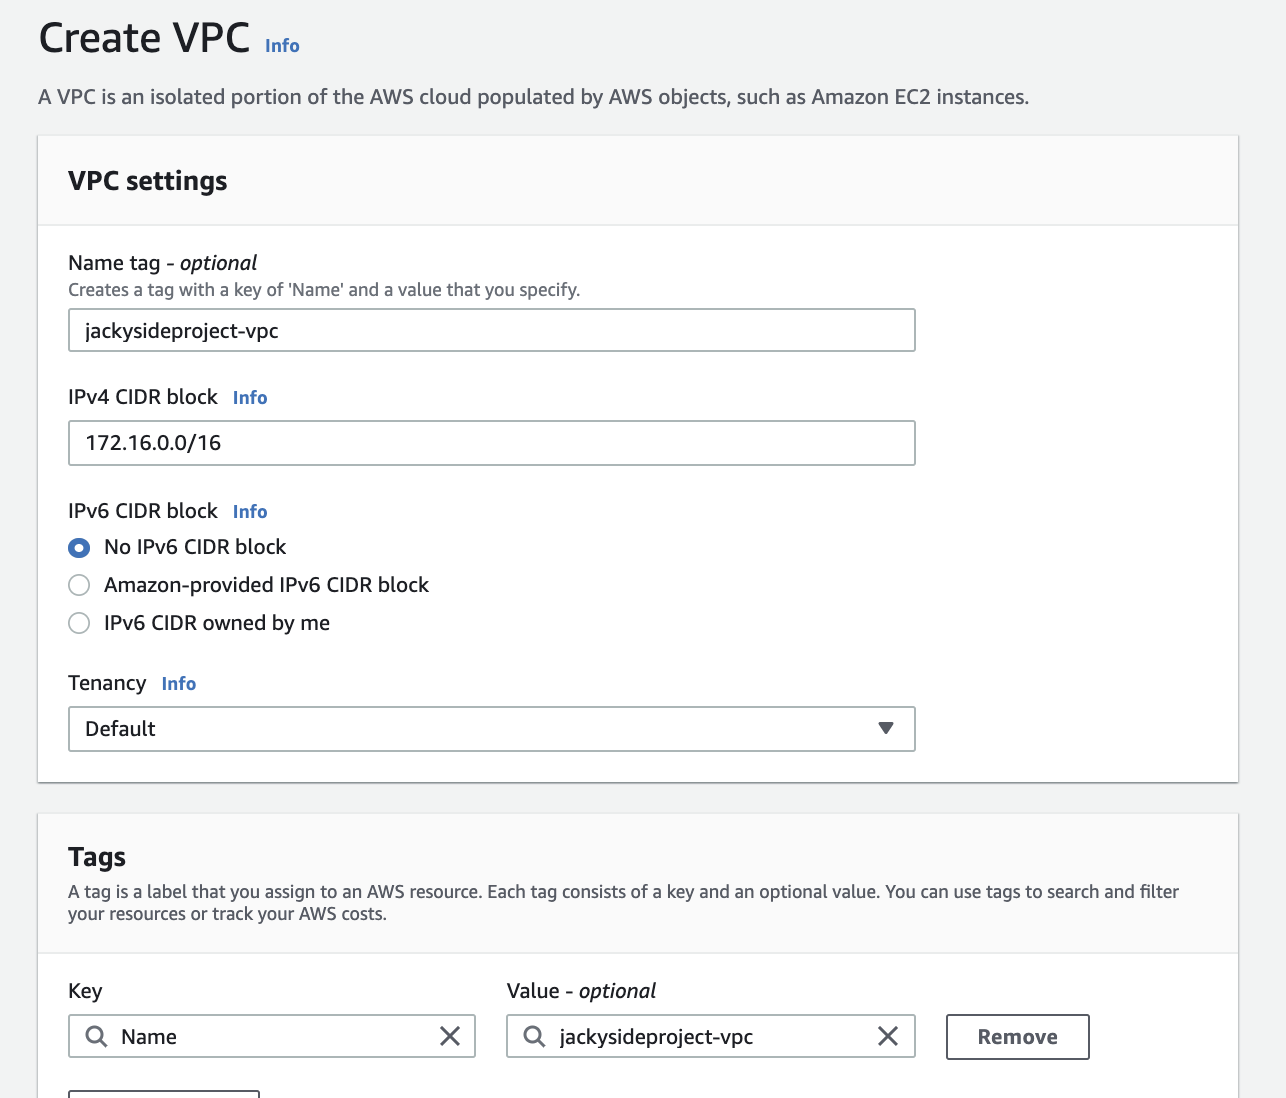 Create VPC Info
A VPC is an isolated portion of the AWS cloud populated by AWS objects, such as Amazon EC2 instances.
VPC settings
Name tag - optional
Creates a tag with a key of 'Name' and a value that you specify.
jackysideproject-vpc
IPv4 CIDR block Info
172.16.0.0/16
IPv6 CIDR block Info
No IPv6 CIDR block
Amazon-provided IPv6 CIDR block
IPv6 CIDR owned by me
Tenancy Info
Default
Tags
A tag is a label that you assign to an AWS resource. Each tag consists of a key and an optional value. You can use tags to search and filter
your resources or track your AWS costs.
Key Value - optional
Name jackysideproject-vpc Remove